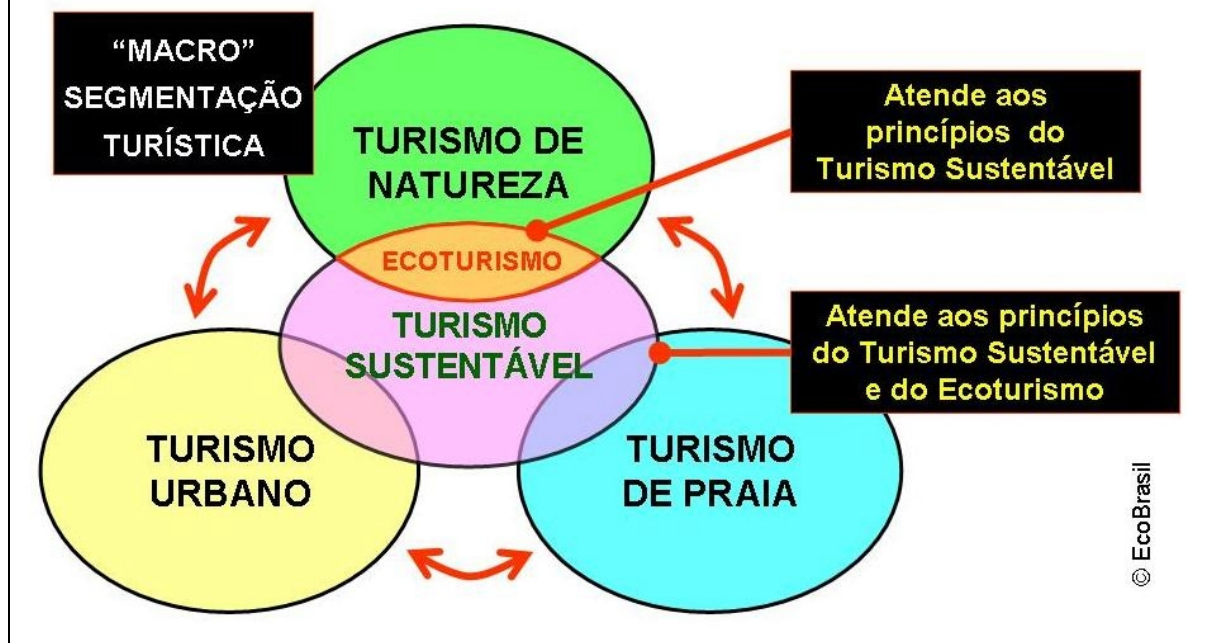 “MACRO”
SEGMENTAÇÃO
TURÍSTICA
TURISMO DE
NATUREZA
Atende aos
princípios do
Turismo Sustentável
ECOTURISMO
TURISMO
SUSTENTÁVEL
Atende aos princípios
do Turismo Sustentável
e do Ecoturismo
TURISMO
URBANO
TURISMO
DE PRAIA
© EcoBrasil